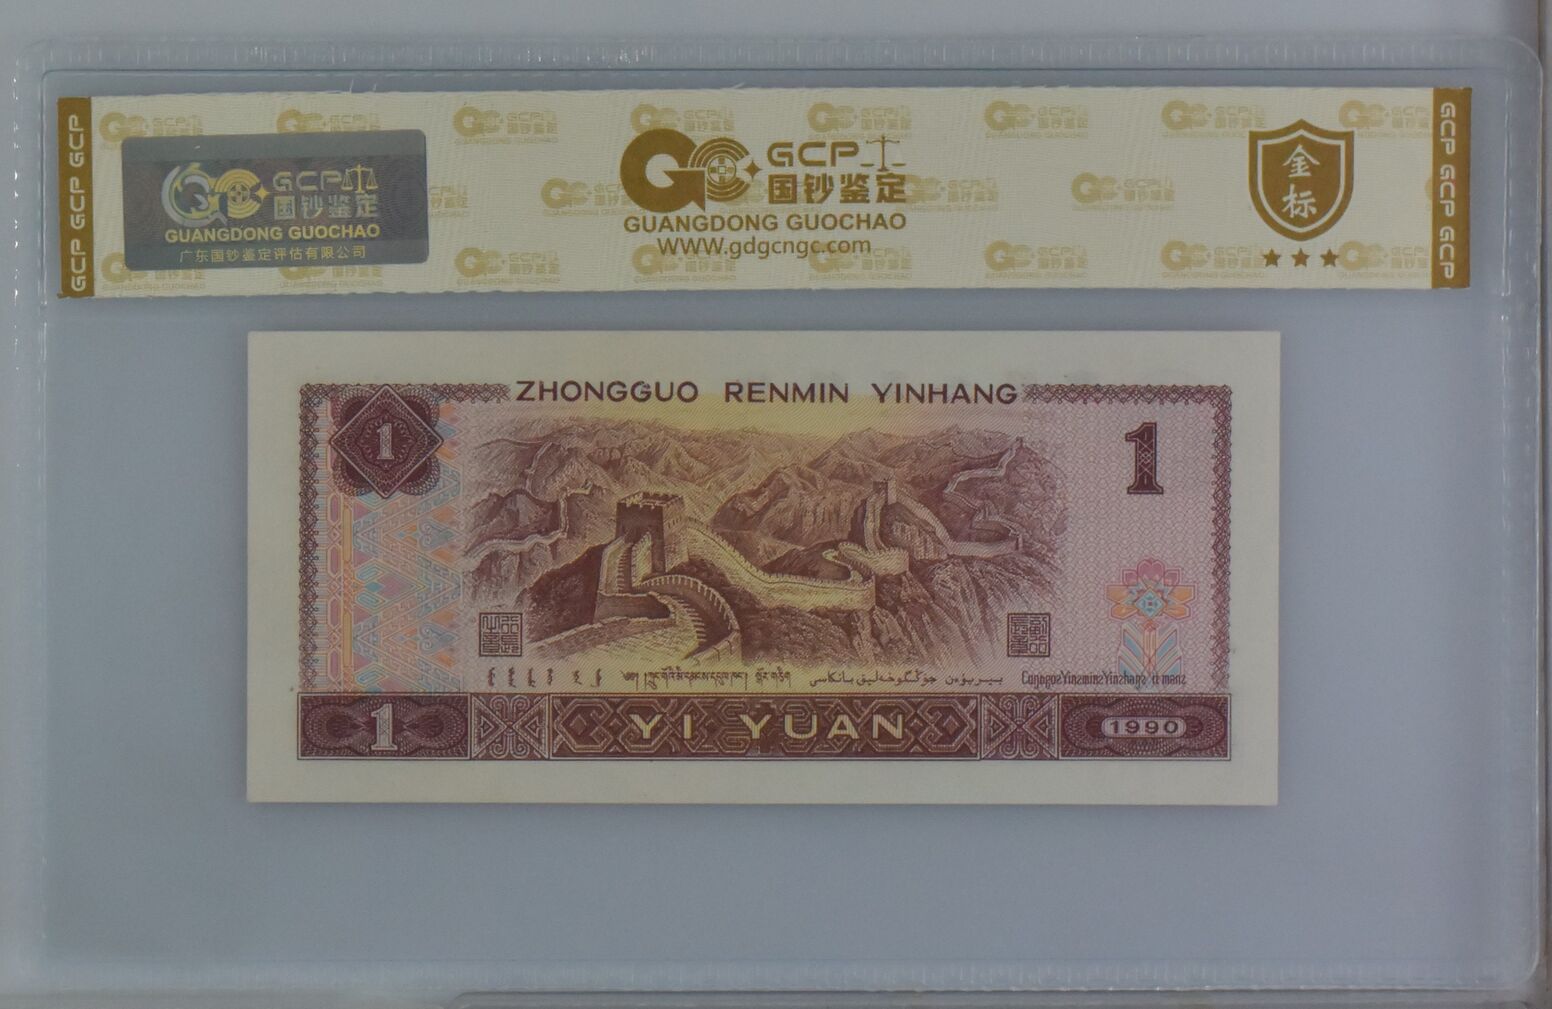 GCP GCP GCP
GCP
国钞鉴定
GUANGDONG GUOCHAO
广东国钞鉴定评估有限公司
GCP
国钞鉴定
GUANGDONG GUOCHAO
WWW.gdgcngc.com
金标
GCP GCP GCP
ZHONGGUO RENMIN YINHANG
1
1
1
YI YUAN
1990